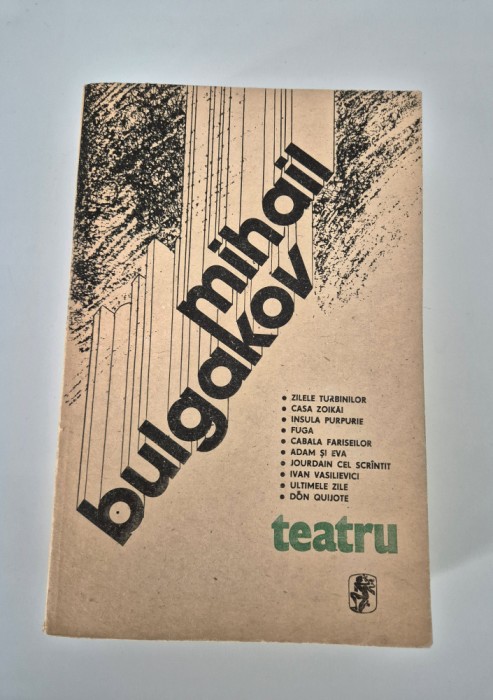 mihail
bulgakov
• ZILELE TURBINILOR
• CASA ZOIKĂI
• INSULA PURPURIE
• FUGA
• CABALA FARISEILOR
• ADAM ȘI EVA
• JOURDAIN CEL SCRÎNTIT
• IVAN VASILIEVICI
• ULTIMELE ZILE
• DON QUIJOTE
teatru